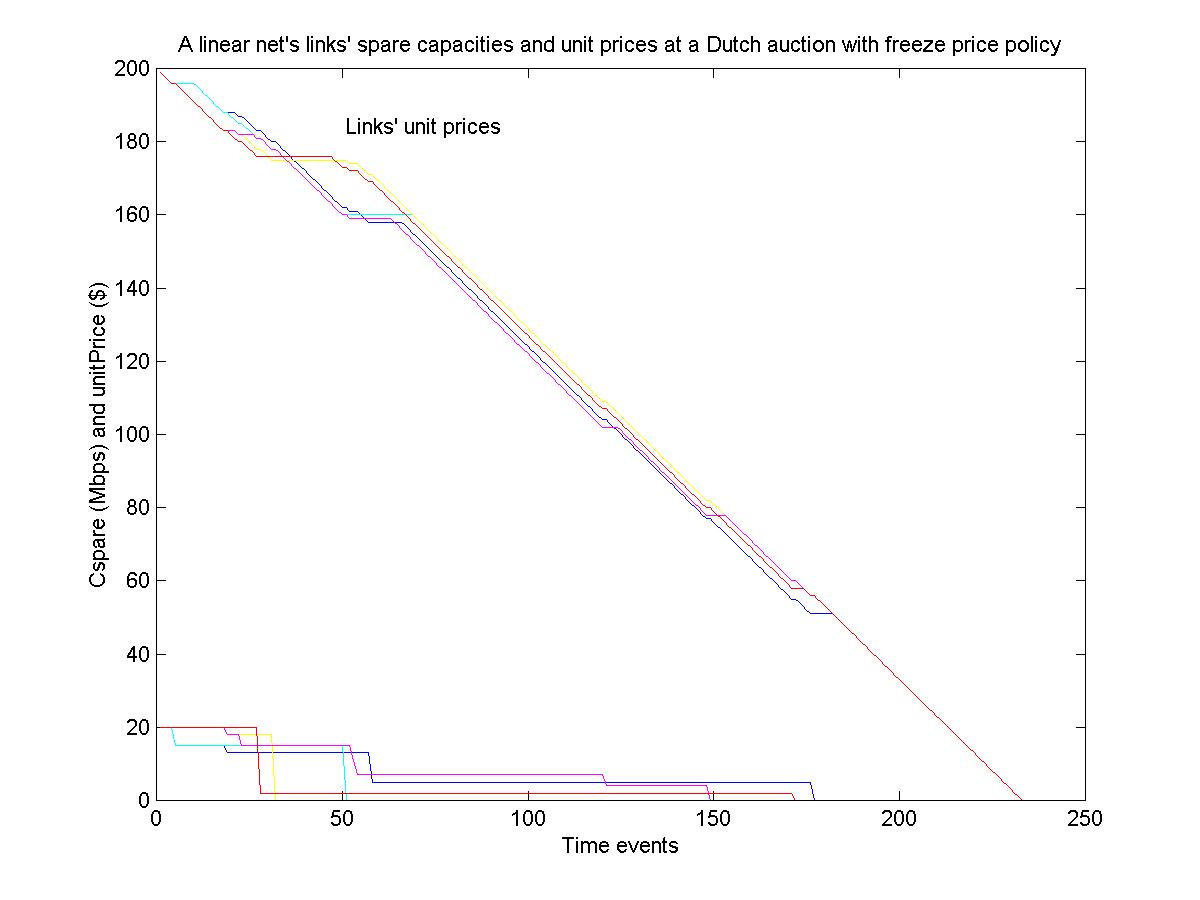 A linear net's links' spare capacities and unit prices at a Dutch auction with freeze price policy
Links' unit prices
Cspare (Mbps) and unitPrice ($)
200
180
160
140
120
100
80
60
40
20
0
0 50 100 150 200 250
Time events